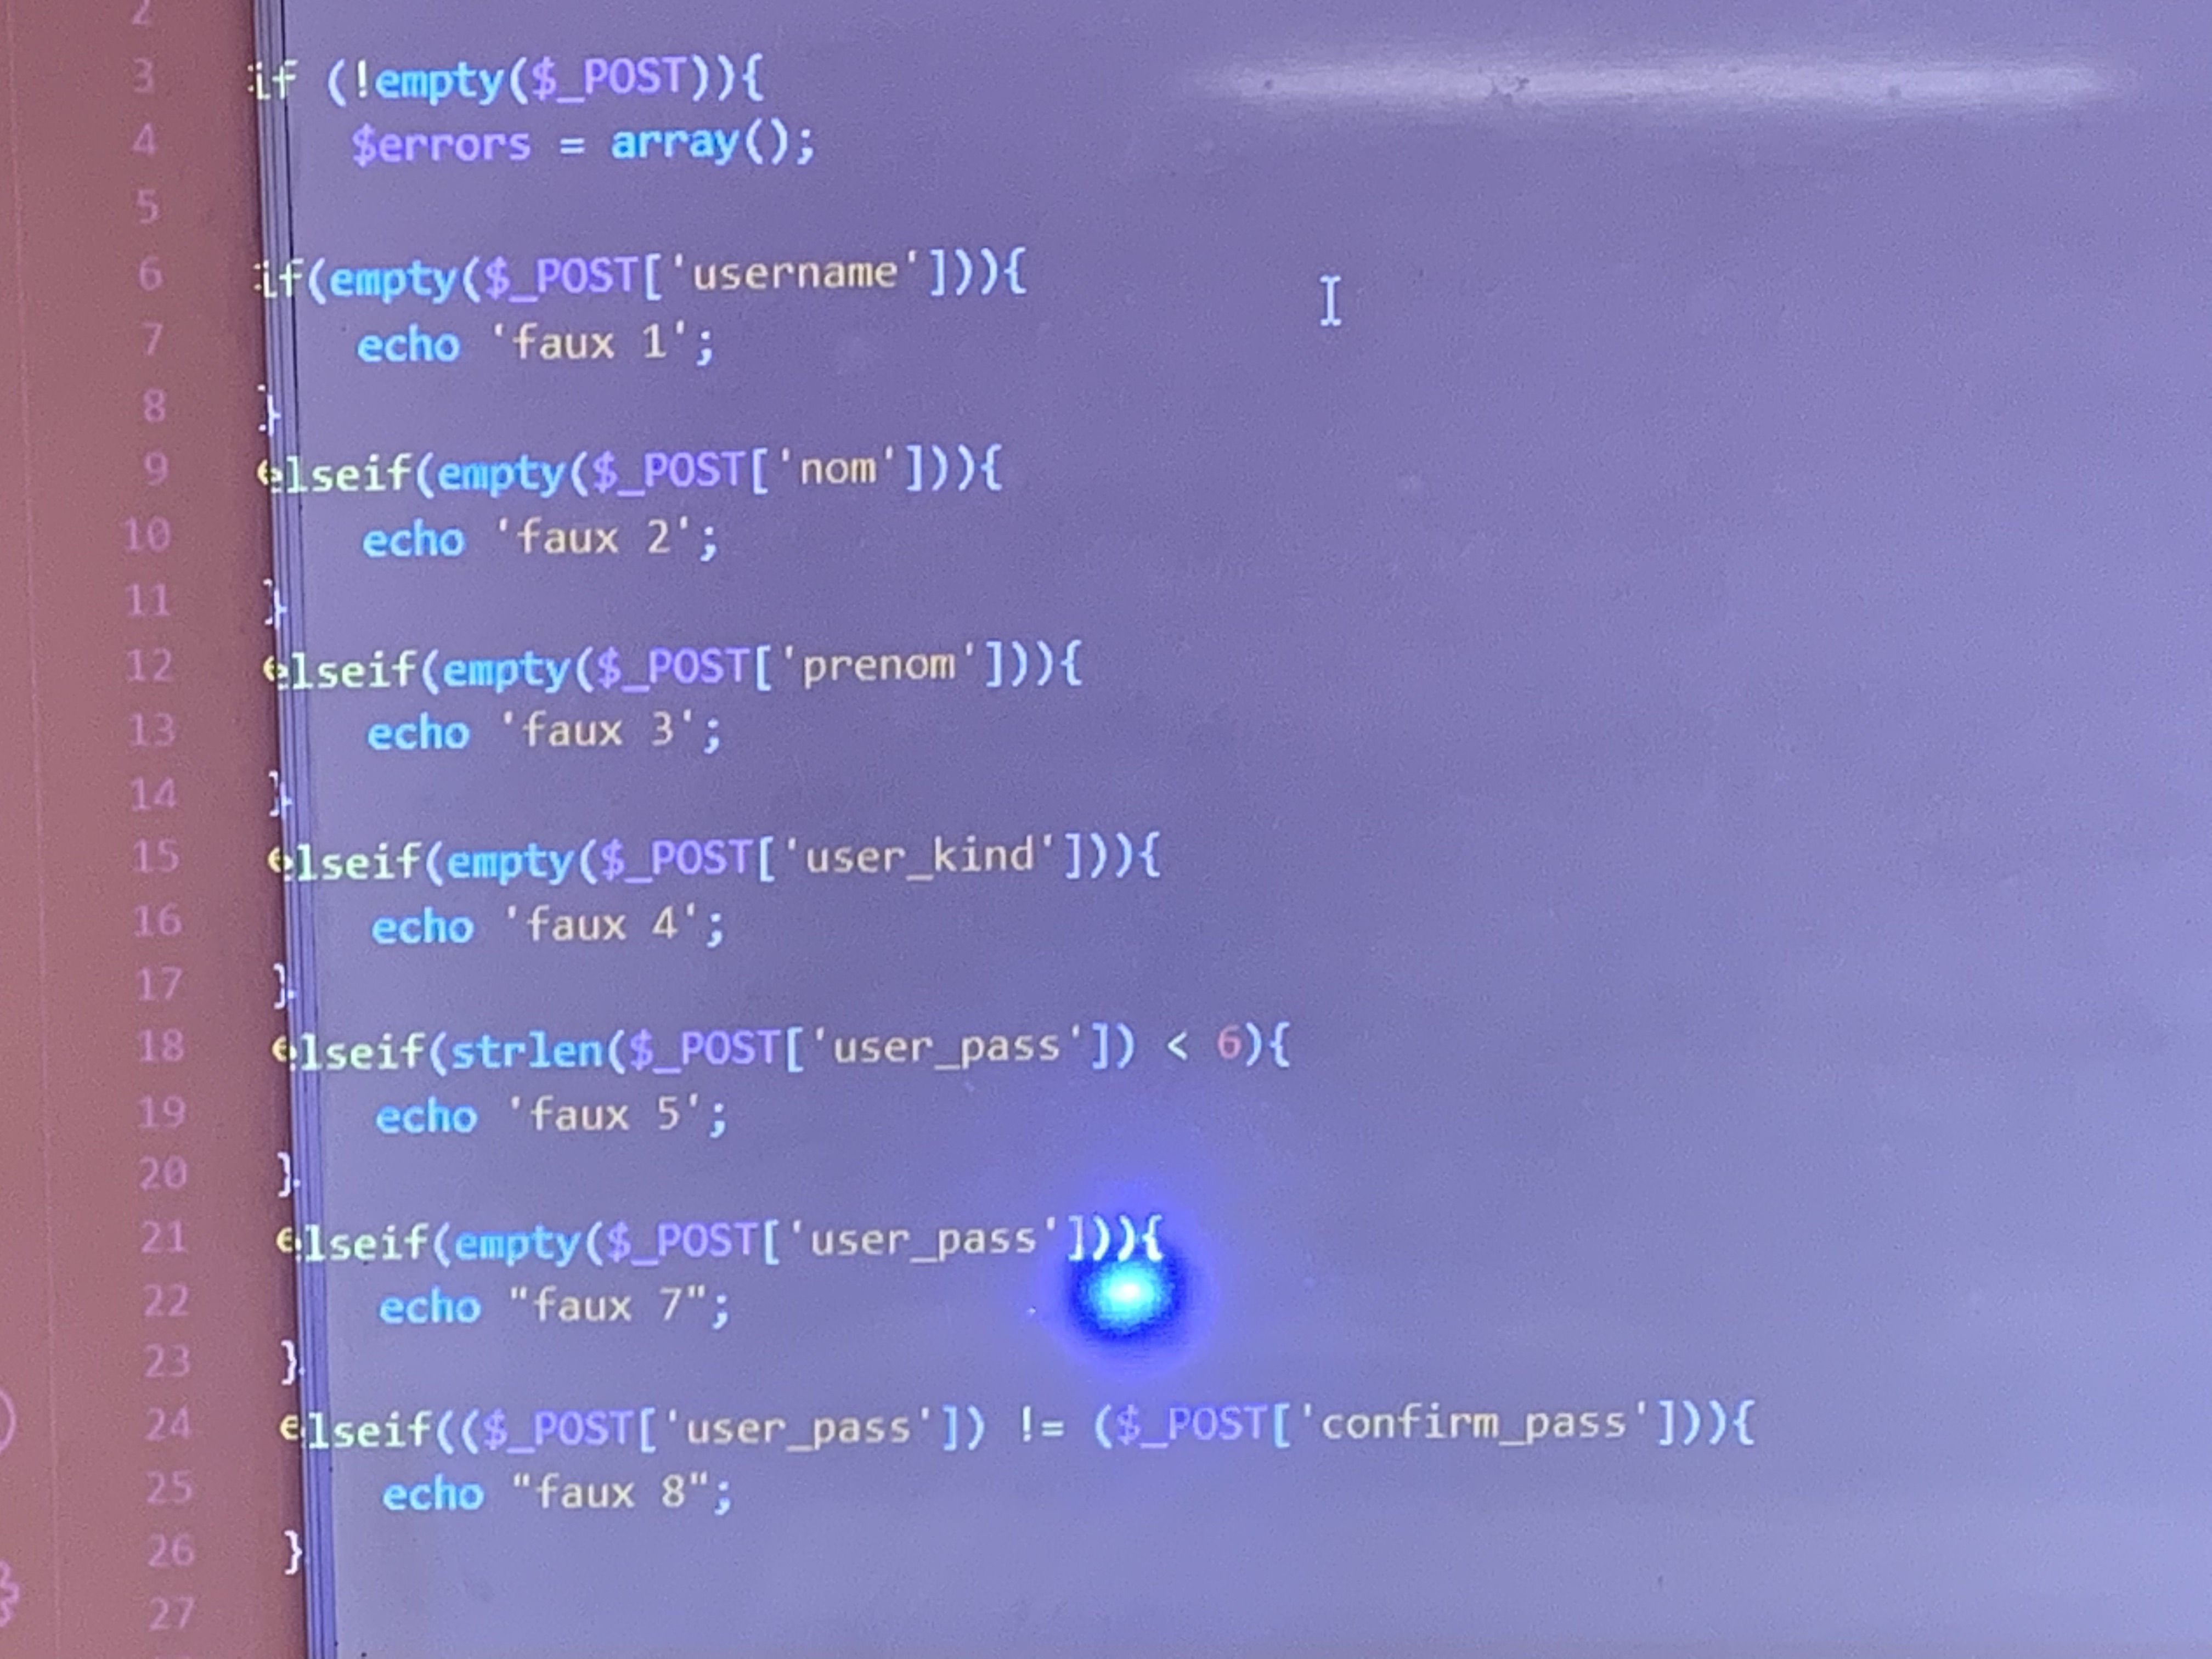 2
3 if (!empty($_POST)){
4 $errors = array();
5
6 if(empty($_POST['username'])){
7 echo 'faux 1';
8 }
9 elseif(empty($_POST['nom'])){
10 echo 'faux 2';
11 }
12 elseif(empty($_POST['prenom'])){
13 echo 'faux 3';
14 }
15 elseif(empty($_POST['user_kind'])){
16 echo 'faux 4';
17 }
18 elseif(strlen($_POST['user_pass']) < 6){
19 echo 'faux 5';
20 }
21 elseif(empty($_POST['user_pass'])){
22 echo "faux 7";
23 }
24 elseif(($_POST['user_pass']) != ($_POST['confirm_pass'])){
25 echo "faux 8";
26 }
27